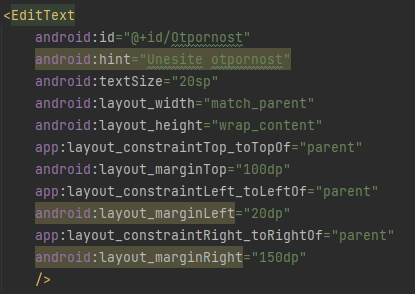 <EditText
android:id="@+id/Otpornost"
android:hint="Unesite otpornost"
android:textSize="20sp"
android:layout_width="match_parent"
android:layout_height="wrap_content"
app:layout_constraintTop_toTopOf="parent"
android:layout_marginTop="100dp"
app:layout_constraintLeft_toLeftOf="parent"
android:layout_marginLeft="20dp"
app:layout_constraintRight_toRightOf="parent"
android:layout_marginRight="150dp"
/>